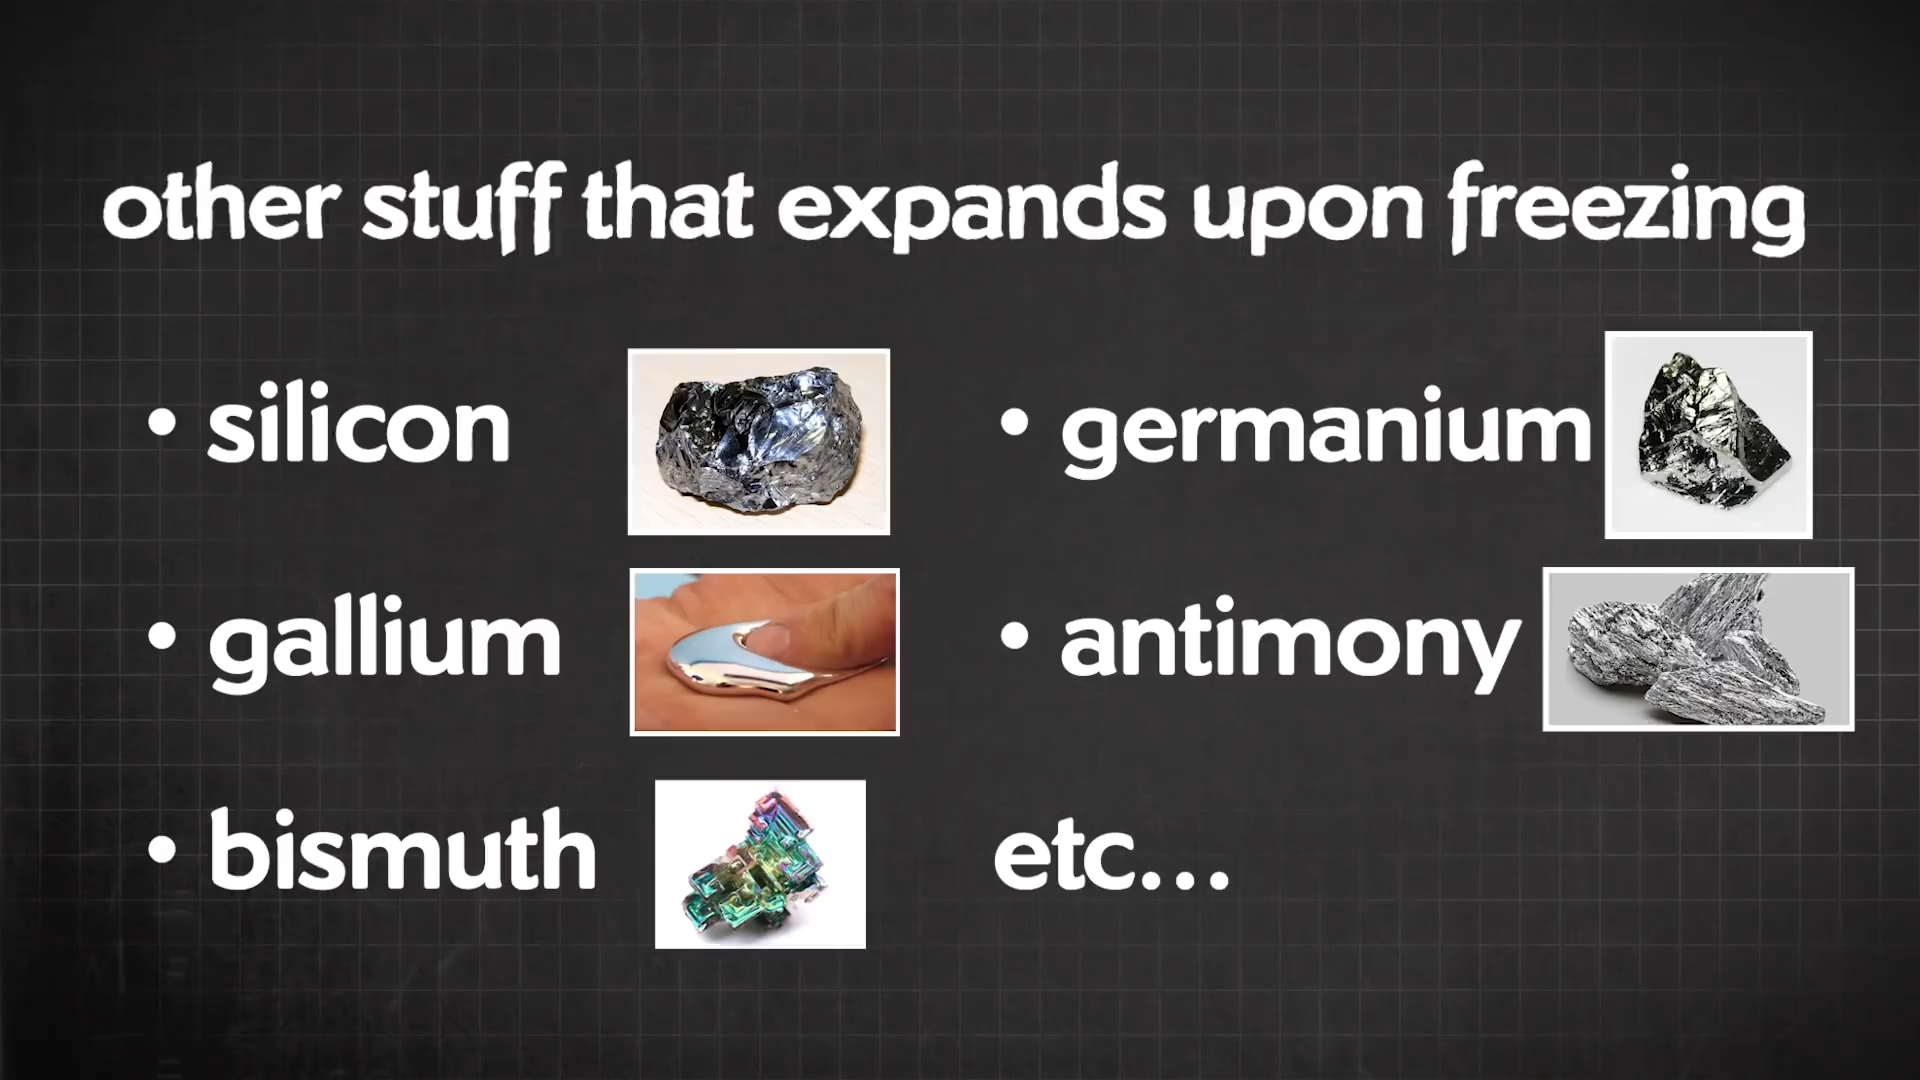 other stuff that expands upon freezing
• silicon
• gallium
• bismuth
• germanium
• antimony
etc...